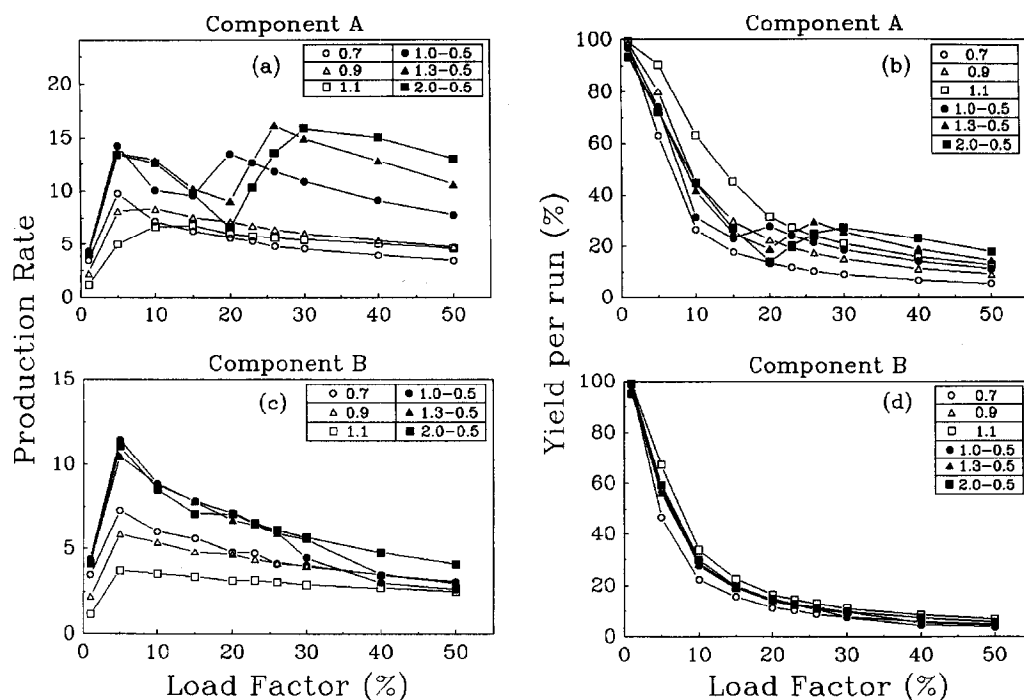 Component A
(a)
0.7 1.0−0.5
0.9 1.3−0.5
1.1 2.0−0.5
20
15
10
5
0
0 10 20 30 40 50
Component A
(b)
0.7
0.9
1.1
1.0−0.5
1.3−0.5
2.0−0.5
100
80
60
40
20
0
0 10 20 30 40 50
Production Rate
Yield per run (%)
Component B
(c)
0.7 1.0−0.5
0.9 1.3−0.5
1.1 2.0−0.5
15
10
5
0
0 10 20 30 40 50
Load Factor (%)
Component B
(d)
0.7
0.9
1.1
1.0−0.5
1.3−0.5
2.0−0.5
100
80
60
40
20
0
0 10 20 30 40 50
Load Factor (%)